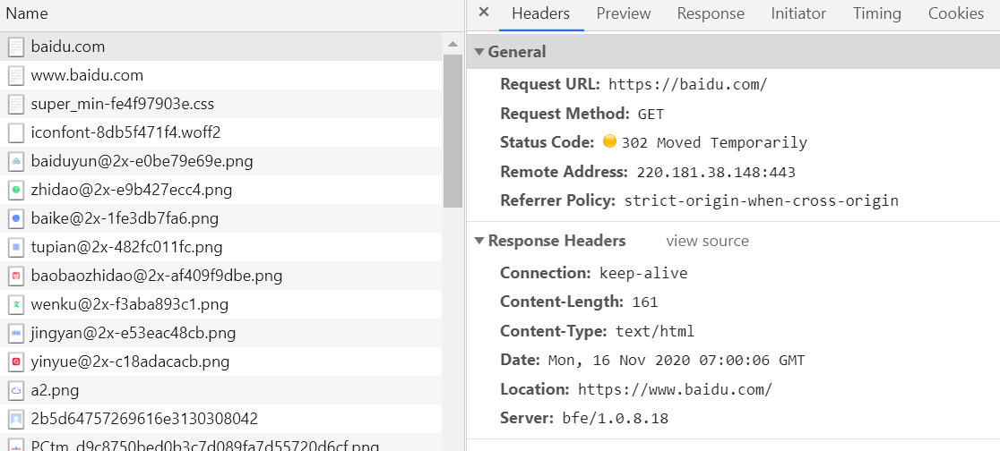 Name
baidu.com
www.baidu.com
super_min-fe4f97903e.css
iconfont-8db5f471f4.woff2
baiduyun@2x-e0be79e69e.png
zhidao@2x-e9b427ecc4.png
baike@2x-1fe3db7fa6.png
tupian@2x-482fc011fc.png
baobaozhidao@2x-af409f9dbe.png
wenku@2x-f3aba893c1.png
jingyan@2x-e53eac48cb.png
yinyue@2x-c18adacacb.png
a2.png
2b5d64757269616e3130308042
PCtm_d9c8750bed0b3c7d089fa7d55720d6cf.png
× Headers Preview Response Initiator Timing Cookies
General
Request URL: https://baidu.com/
Request Method: GET
Status Code: 302 Moved Temporarily
Remote Address: 220.181.38.148:443
Referrer Policy: strict-origin-when-cross-origin
Response Headers view source
Connection: keep-alive
Content-Length: 161
Content-Type: text/html
Date: Mon, 16 Nov 2020 07:00:06 GMT
Location: https://www.baidu.com/
Server: bfe/1.0.8.18